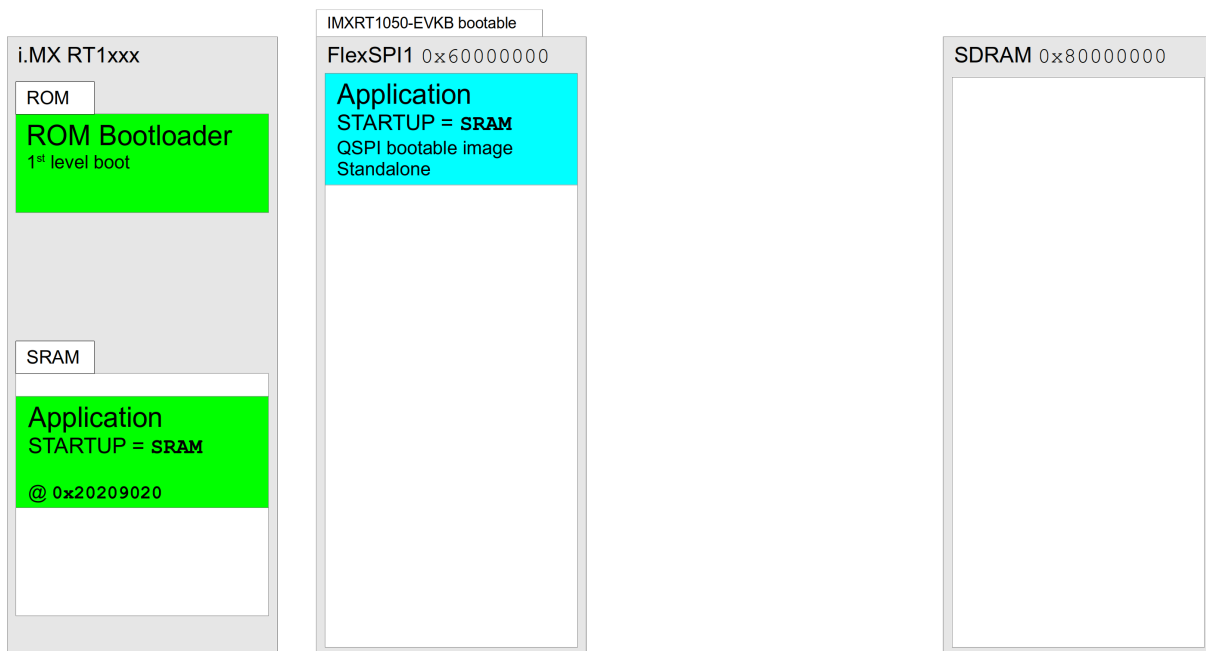 i.MX RT1xxx
ROM
ROM Bootloader
1st level boot
SRAM
Application
STARTUP = SRAM
@ 0x20209020
IMXRT1050-EVKB bootable
FlexSPI1 0x60000000
Application
STARTUP = SRAM
QSPI bootable image
Standalone
SDRAM 0x80000000